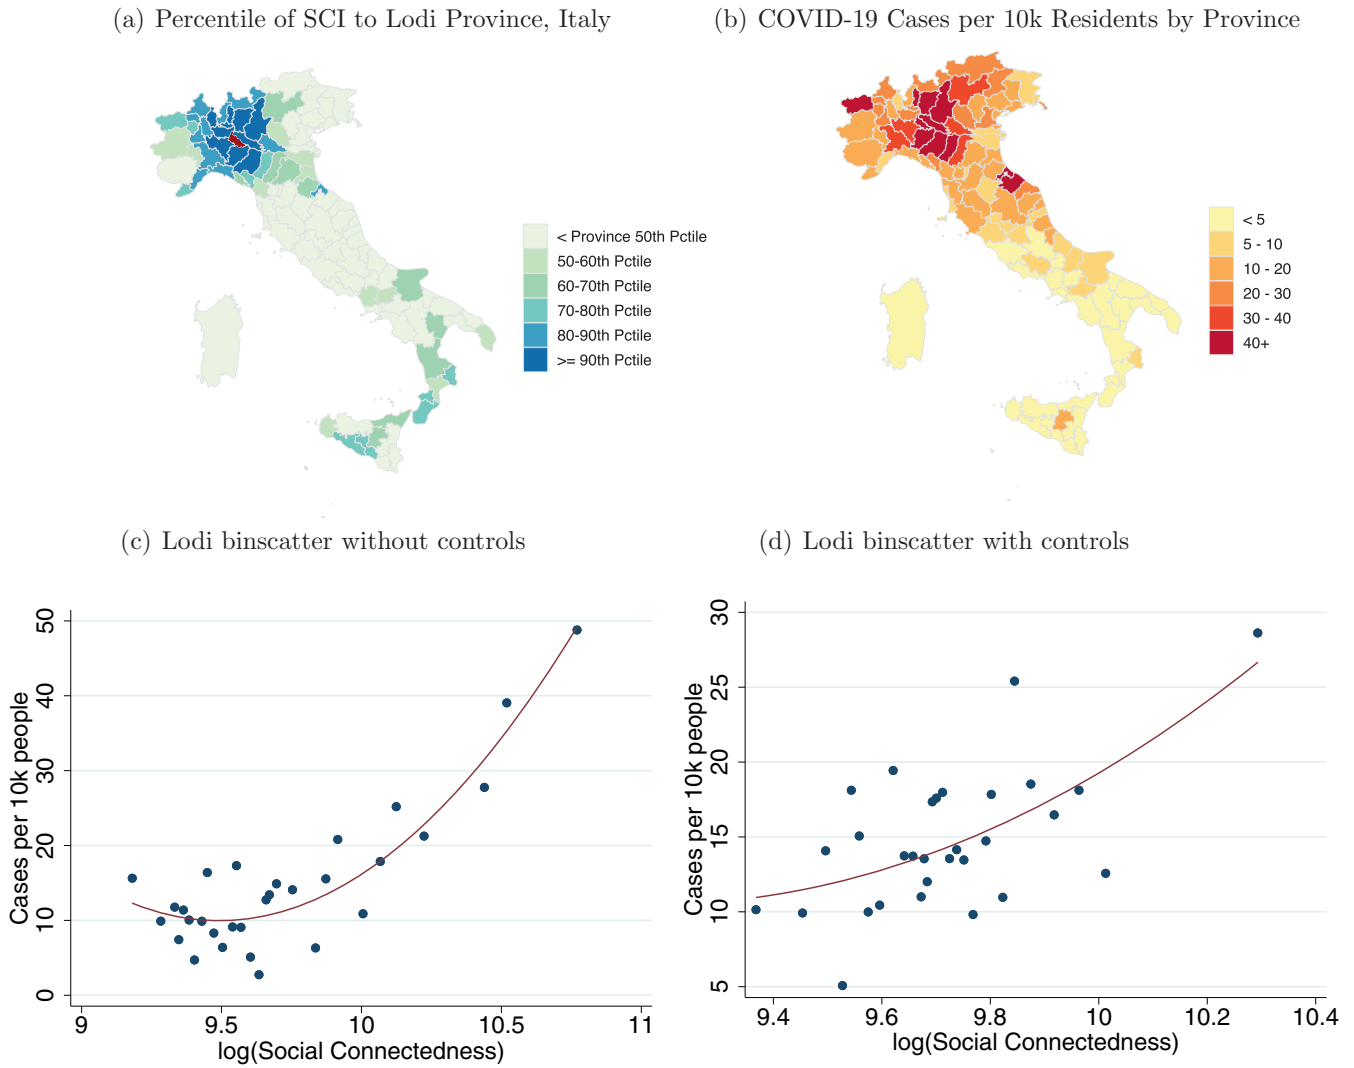 (a) Percentile of SCI to Lodi Province, Italy
(b) COVID-19 Cases per 10k Residents by Province
< Province 50th Pctile
50-60th Pctile
60-70th Pctile
70-80th Pctile
80-90th Pctile
>= 90th Pctile
< 5
5 - 10
10 - 20
20 - 30
30 - 40
40+
(c) Lodi binscatter without controls
(d) Lodi binscatter with controls
Cases per 10k people
50
40
30
20
10
0
9
9.5
10
10.5
11
log(Social Connectedness)
Cases per 10k people
30
25
20
15
10
5
9.4
9.6
9.8
10
10.2
10.4
log(Social Connectedness)